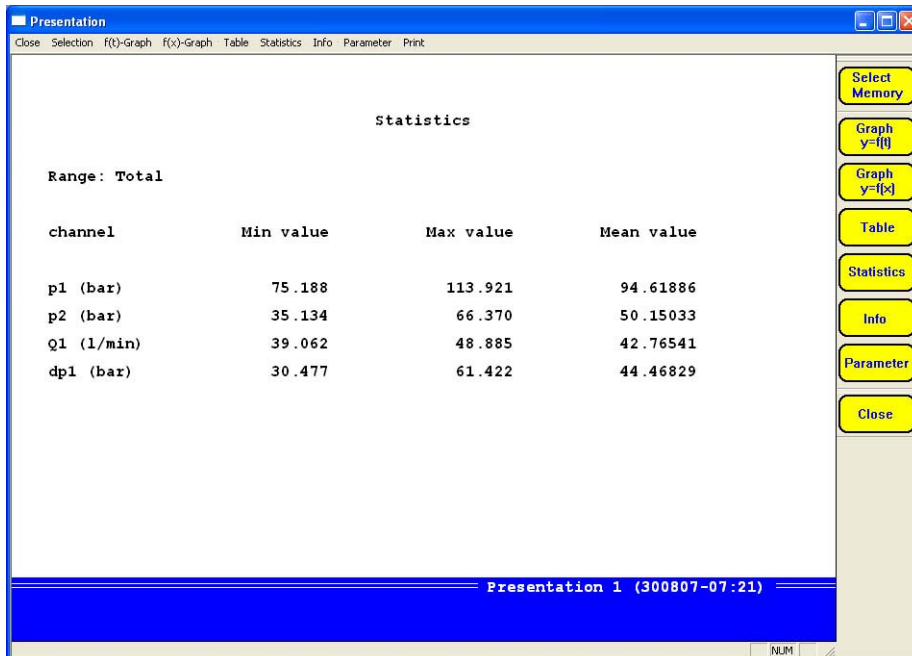 Presentation
Close Selection f(t)-Graph f(x)-Graph Table Statistics Info Parameter Print
Statistics
Range: Total
channel Min value Max value Mean value
p1 (bar) 75.188 113.921 94.61886
p2 (bar) 35.134 66.370 50.15033
Q1 (l/min) 39.062 48.885 42.76541
dp1 (bar) 30.477 61.422 44.46829
Select
Memory
Graph
y=f(t)
Graph
y=f(x)
Table
Statistics
Info
Parameter
Close
Presentation 1 (300807-07:21)
NUM